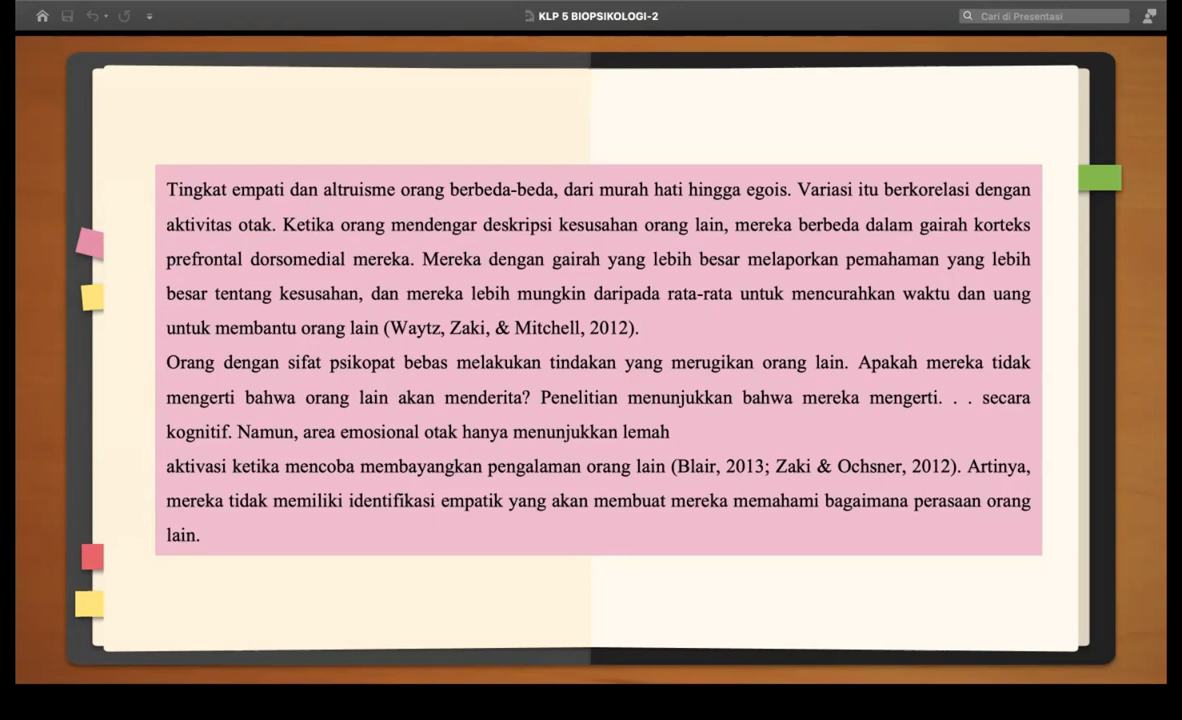 KLP 5 BIOPSIKOLOGI-2
Cari di Presentasi
Tingkat empati dan altruisme orang berbeda-beda, dari murah hati hingga egois. Variasi itu berkorelasi dengan
aktivitas otak. Ketika orang mendengar deskripsi kesusahan orang lain, mereka berbeda dalam gairah korteks
prefrontal dorsomedial mereka. Mereka dengan gairah yang lebih besar melaporkan pemahaman yang lebih
besar tentang kesusahan, dan mereka lebih mungkin daripada rata-rata untuk mencurahkan waktu dan uang
untuk membantu orang lain (Waytz, Zaki, & Mitchell, 2012).
Orang dengan sifat psikopat bebas melakukan tindakan yang merugikan orang lain. Apakah mereka tidak
mengerti bahwa orang lain akan menderita? Penelitian menunjukkan bahwa mereka mengerti. . . secara
kognitif. Namun, area emosional otak hanya menunjukkan lemah
aktivasi ketika mencoba membayangkan pengalaman orang lain (Blair, 2013; Zaki & Ochsner, 2012). Artinya,
mereka tidak memiliki identifikasi empatik yang akan membuat mereka memahami bagaimana perasaan orang
lain.